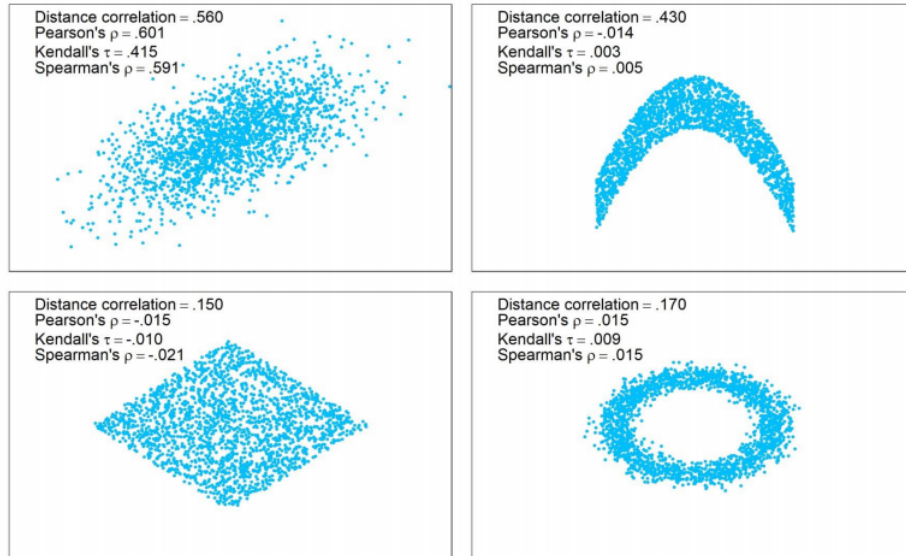 Distance correlation = .560
Pearson's ρ = .601
Kendall's τ = .415
Spearman's ρ = .591
Distance correlation = .430
Pearson's ρ = -.014
Kendall's τ = .003
Spearman's ρ = .005
Distance correlation = .150
Pearson's ρ = -.015
Kendall's τ = -.010
Spearman's ρ = -.021
Distance correlation = .170
Pearson's ρ = .015
Kendall's τ = .009
Spearman's ρ = .015